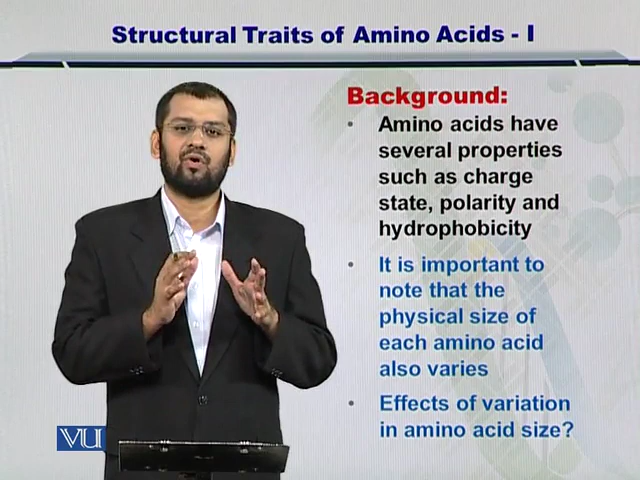 Structural Traits of Amino Acids - I
Background:
• Amino acids have
several properties
such as charge
state, polarity and
hydrophobicity
• It is important to
note that the
physical size of
each amino acid
also varies
• Effects of variation
in amino acid size?
VU